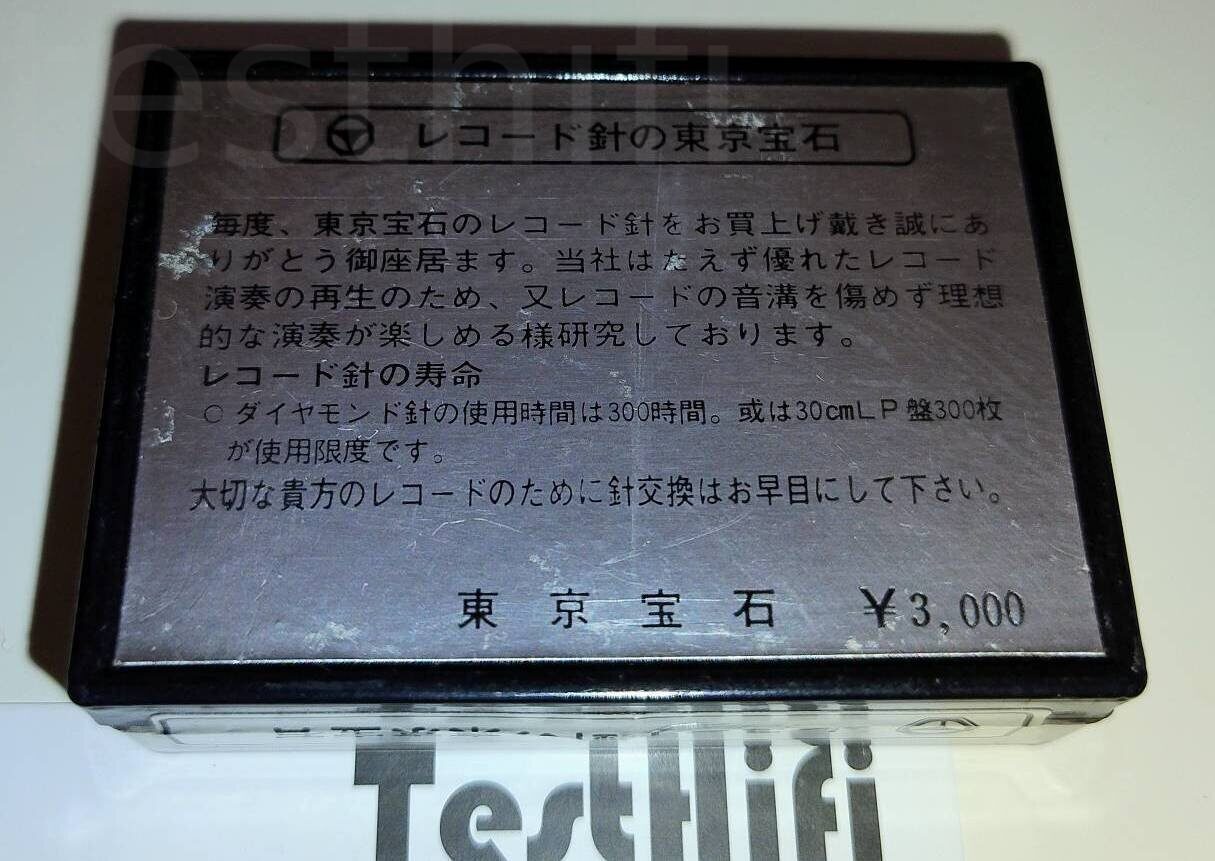 testhifi
レコード針の東京宝石
毎度、東京宝石のレコード針をお買上げ戴き誠にあ
りがとう御座居ます。当社はたえず優れたレコード
演奏の再生のため、又レコードの音溝を傷めず理想
的な演奏が楽しめる様研究しております。
レコード針の寿命
○ ダイヤモンド針の使用時間は300時間。或は30cmLP盤300枚
が使用限度です。
大切な貴方のレコードのために針交換はお早目にして下さい。
東京宝石 ¥3,000
TestHifi